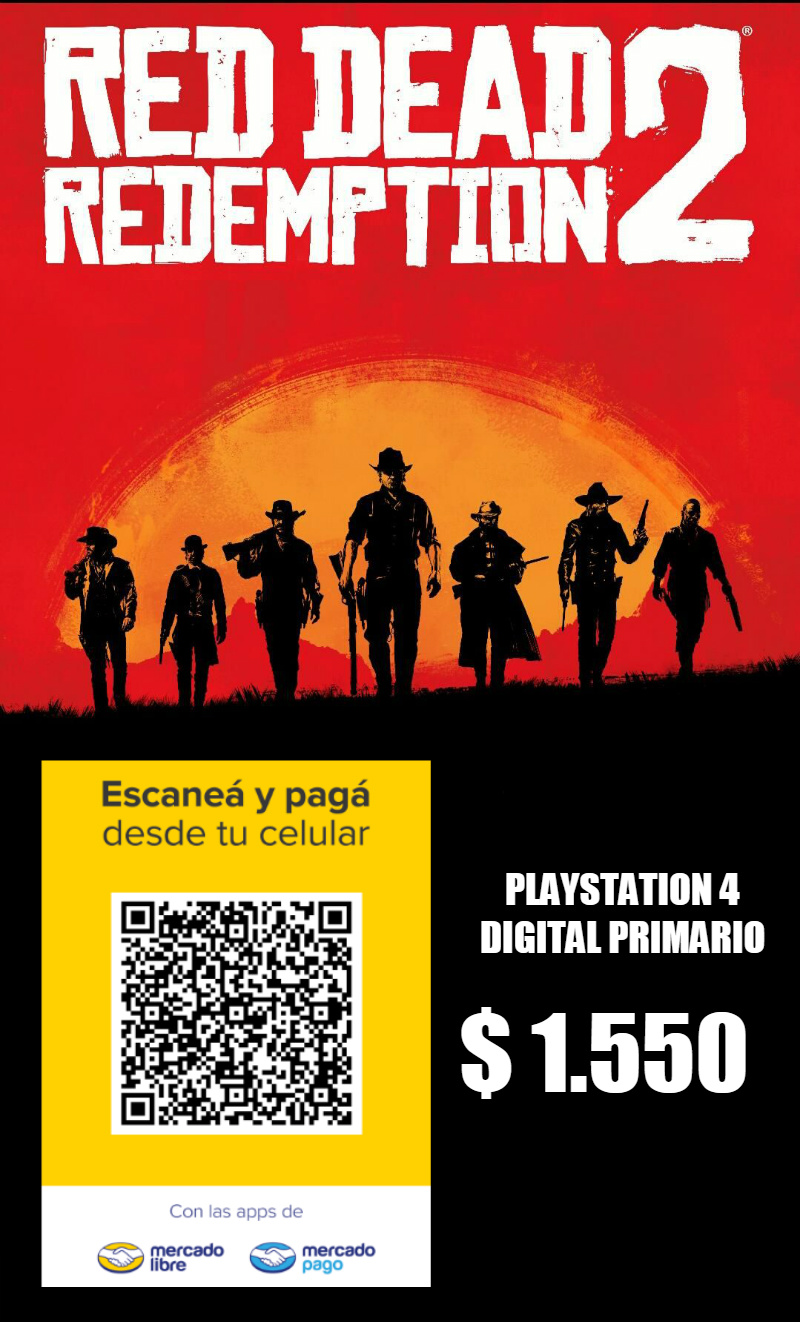 RED DEAD
REDEMPTION 2®
Escaneá y pagá
desde tu celular
PLAYSTATION 4
DIGITAL PRIMARIO
$ 1.550
Con las apps de
mercado
libre
mercado
pago